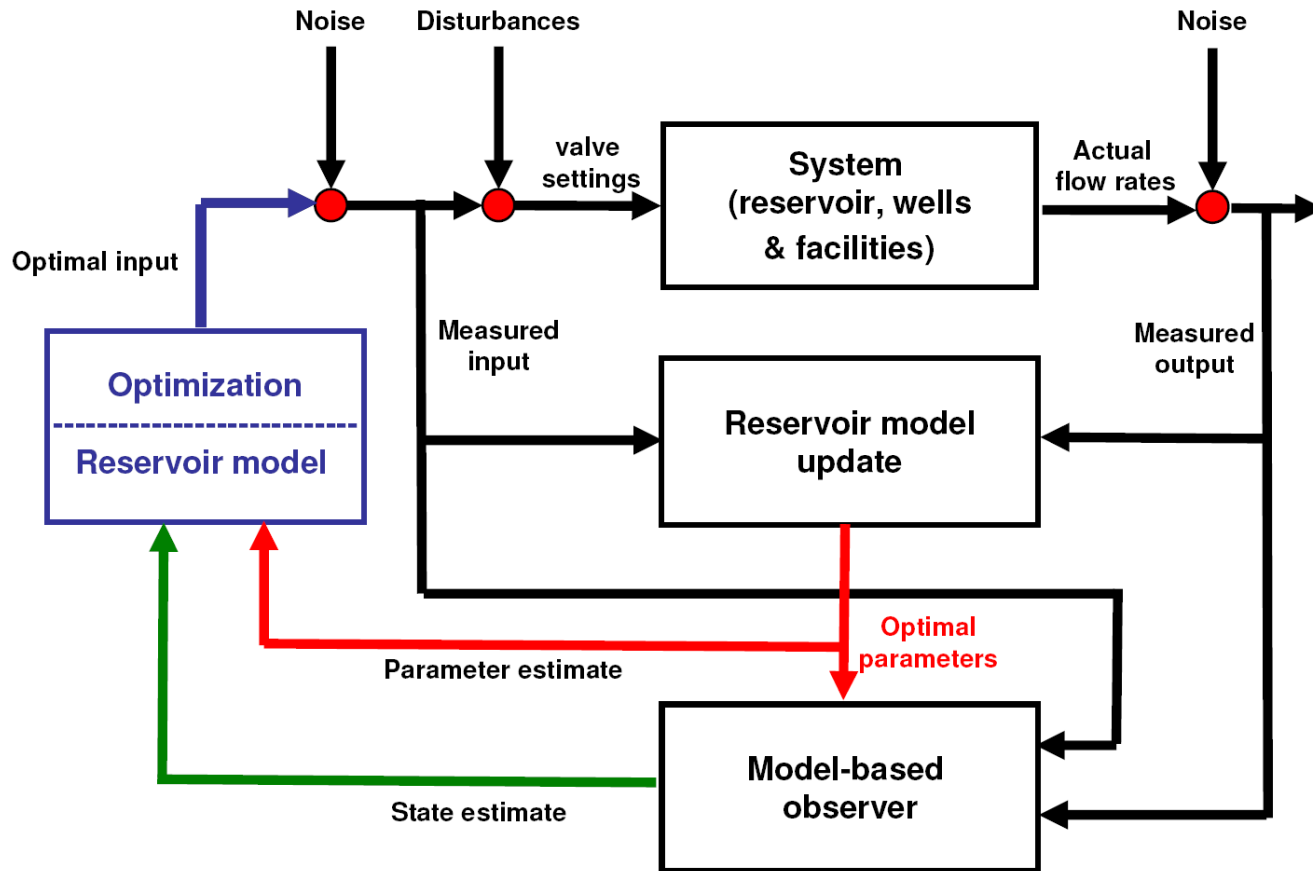 Noise
Disturbances
Noise
valve
settings
System
(reservoir, wells
& facilities)
Actual
flow rates
Optimal input
Measured
input
Measured
output
Optimization
Reservoir model
Reservoir model
update
Optimal
parameters
Parameter estimate
Model-based
observer
State estimate